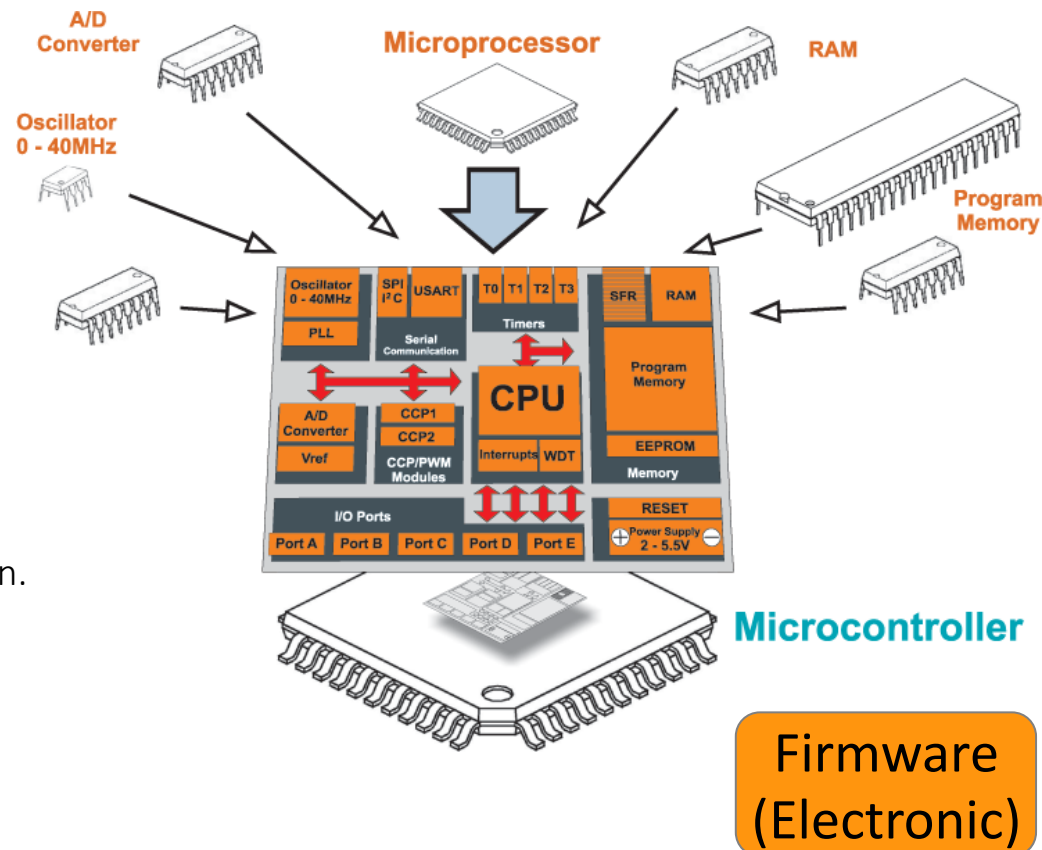 A/D
Converter
Microprocessor
RAM
Oscillator
0 - 40MHz
Program
Memory
Oscillator
0 - 40MHz
PLL
SPI
I²C
USART
Serial
Communication
T0 T1 T2 T3
Timers
SFR
RAM
Program
Memory
EEPROM
Memory
A/D
Converter
Vref
CCP1
CCP2
CCP/PWM
Modules
CPU
Interrupts WDT
I/O Ports
Port A Port B Port C Port D Port E
RESET
+ Power Supply −
2 - 5.5V
n.
Microcontroller
Firmware
(Electronic)